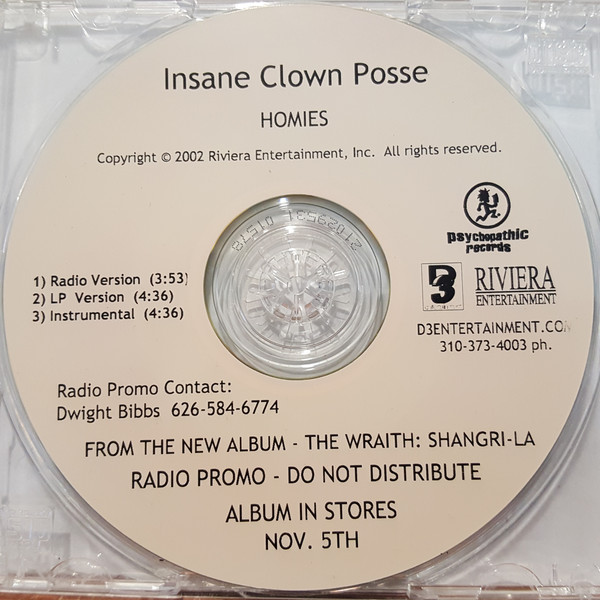 Insane Clown Posse
HOMIES
Copyright © 2002 Riviera Entertainment, Inc. All rights reserved.
psychopathic
records
1) Radio Version (3:53)
2) LP Version (4:36)
3) Instrumental (4:36)
D3
RIVIERA
ENTERTAINMENT
D3ENTERTAINMENT.CO
310-373-4003 ph.
Radio Promo Contact:
Dwight Bibbs 626-584-6774
FROM THE NEW ALBUM - THE WRAITH: SHANGRI-LA
RADIO PROMO - DO NOT DISTRIBUTE
ALBUM IN STORES
NOV. 5TH